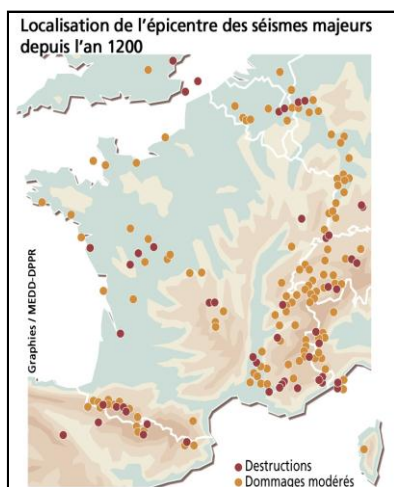 Localisation de l'épicentre des séismes majeurs
depuis l'an 1200
Graphies / MEDD-DPPR
Destructions
Dommages modérés